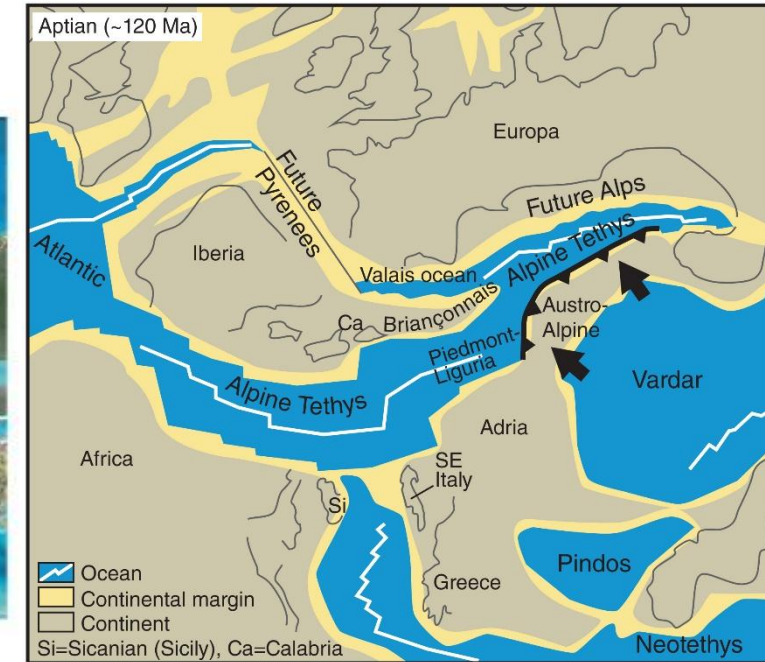 Aptian (~120 Ma)
Europa
Future
Pyrenees
Future Alps
Atlantic
Iberia
Valais ocean
Alpine Tethys
Ca
Briançonnais
Austro-
Alpine
Piedmont-
Liguria
Vardar
Alpine Tethys
Adria
Africa
SE
Italy
Si
Greece
Pindos
Neotethys
Ocean
Continental margin
Continent
Si=Sicanian (Sicily), Ca=Calabria